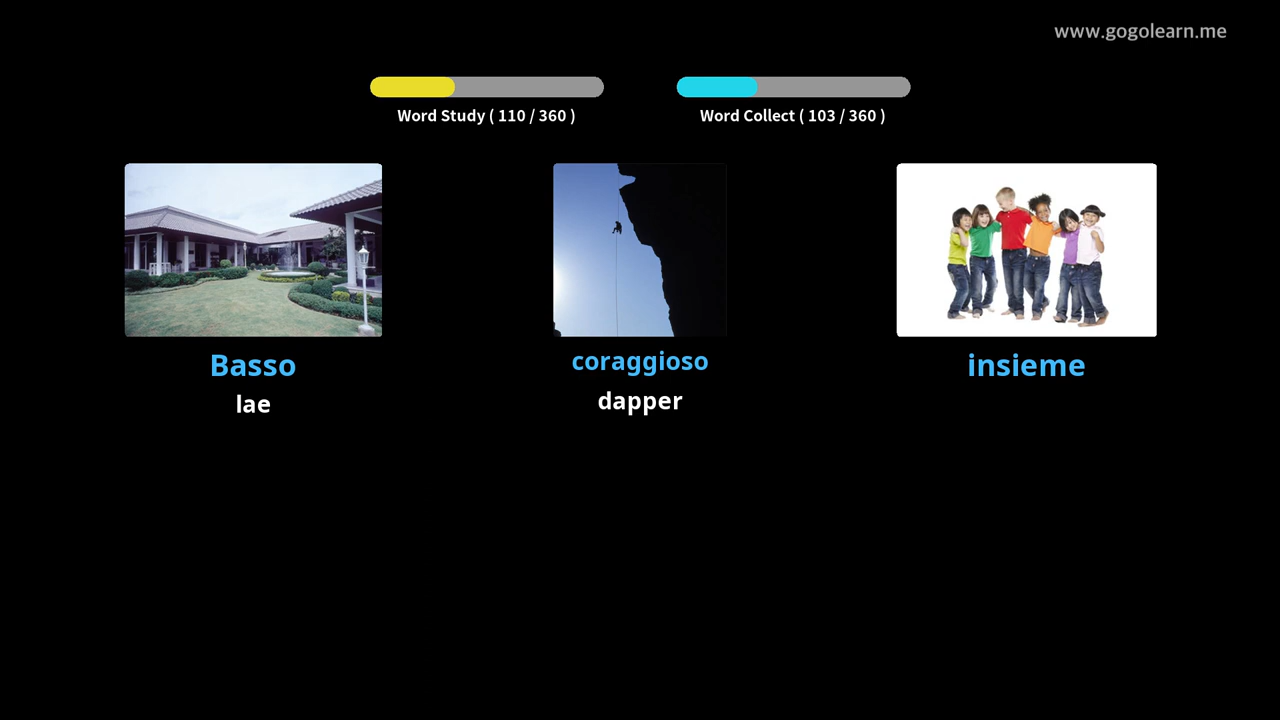 www.gogolearn.me
Word Study ( 110 / 360 )
Word Collect ( 103 / 360 )
Basso
coraggioso
insieme
lae
dapper